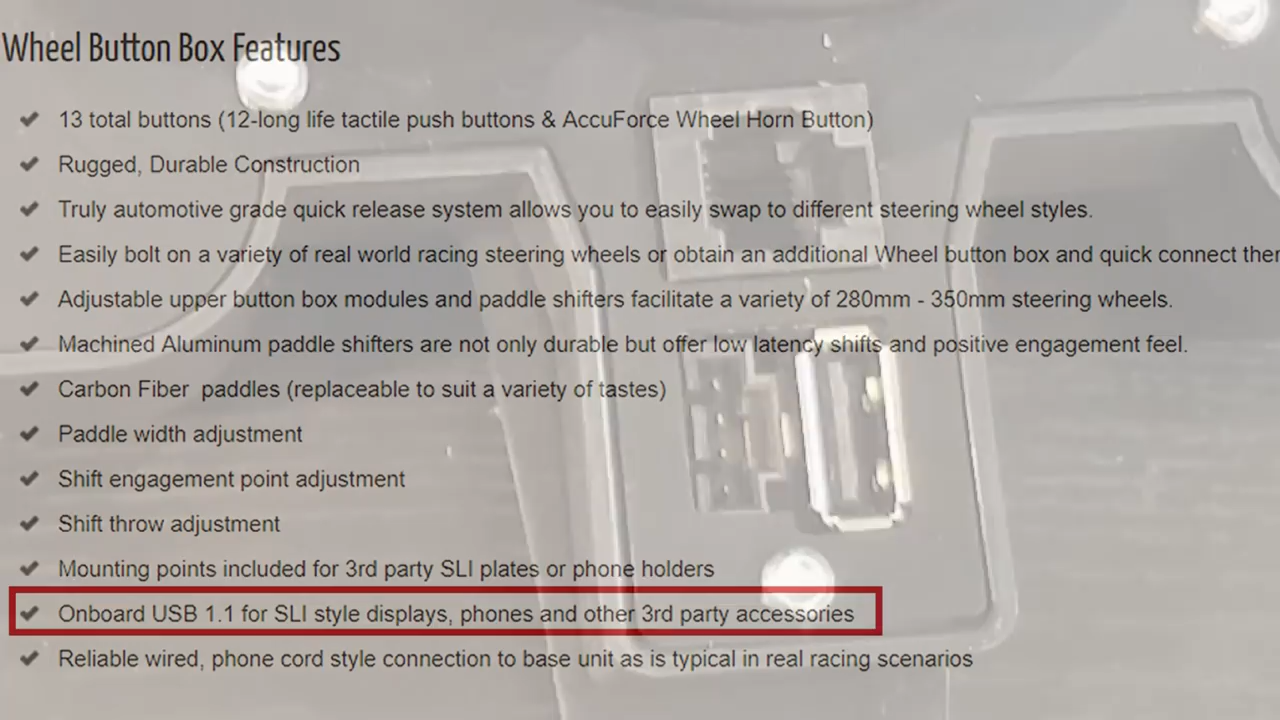 Wheel Button Box Features
13 total buttons (12-long life tactile push buttons & AccuForce Wheel Horn Button)
Rugged, Durable Construction
Truly automotive grade quick release system allows you to easily swap to different steering wheel styles.
Easily bolt on a variety of real world racing steering wheels or obtain an additional Wheel button box and quick connect
Adjustable upper button box modules and paddle shifters facilitate a variety of 280mm - 350mm steering wheels.
Machined Aluminum paddle shifters are not only durable but offer low latency shifts and positive engagement feel.
Carbon Fiber  paddles (replaceable to suit a variety of tastes)
Paddle width adjustment
Shift engagement point adjustment
Shift throw adjustment
Mounting points included for 3rd party SLI plates or phone holders
Onboard USB 1.1 for SLI style displays, phones and other 3rd party accessories
Reliable wired, phone cord style connection to base unit as is typical in real racing scenarios